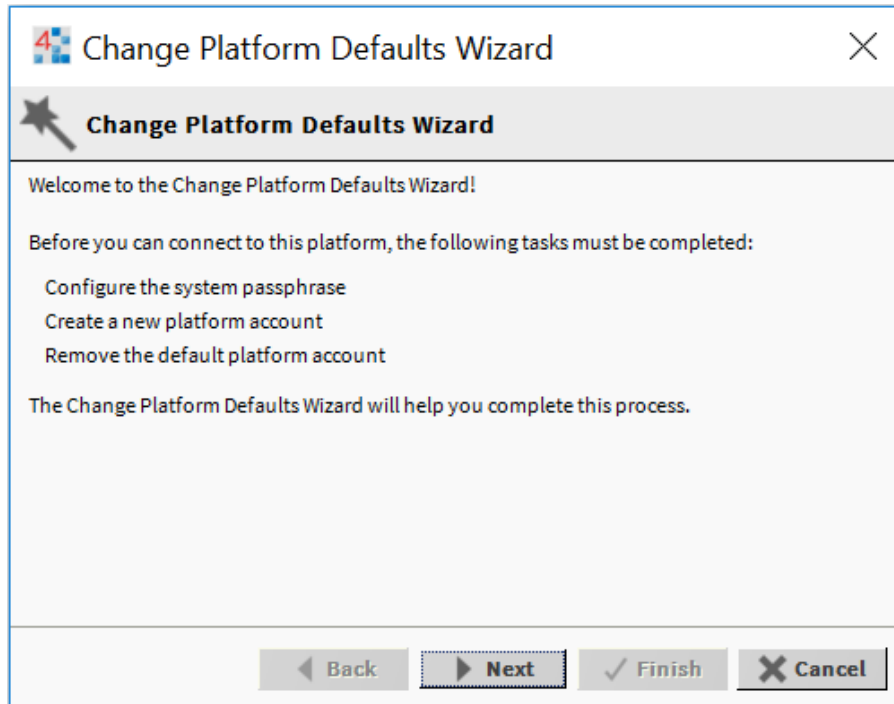 4 Change Platform Defaults Wizard
Change Platform Defaults Wizard
Welcome to the Change Platform Defaults Wizard!
Before you can connect to this platform, the following tasks must be completed:
Configure the system passphrase
Create a new platform account
Remove the default platform account
The Change Platform Defaults Wizard will help you complete this process.
Back Next Finish Cancel